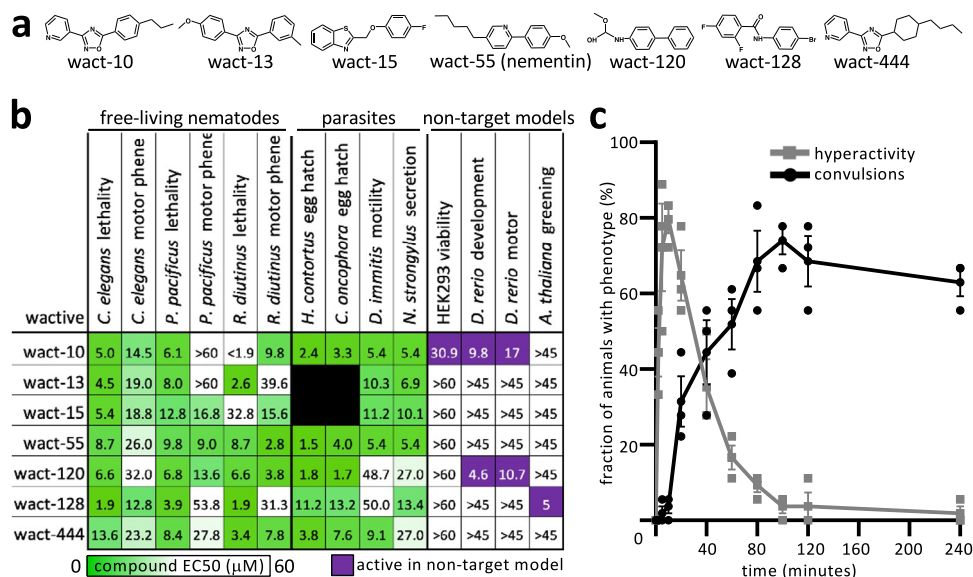 a
wact-10 wact-13 wact-15 wact-55 (nementin) wact-120 wact-128 wact-444
b
free-living nematodes parasites non-target models
wactive
C. elegans lethality
C. elegans motor phene
P. pacificus lethality
P. pacificus motor phene
R. diutinus lethality
R. diutinus motor phene
H. contortus egg hatch
C. oncophora egg hatch
D. immitis motility
N. strongylus secretion
HEK293 viability
D. rerio development
D. rerio motor
A. thaliana greening
wact-10 5.0 14.5 6.1 >60 <1.9 9.8 2.4 3.3 5.4 5.4 30.9 9.8 17 >45
wact-13 4.5 19.0 8.0 >60 2.6 39.6 10.3 6.9 >60 >45 >45 >45
wact-15 5.4 18.8 12.8 16.8 32.8 15.6 11.2 10.1 >60 >45 >45 >45
wact-55 8.7 26.0 9.8 9.0 8.7 2.8 1.5 4.0 5.4 5.4 >60 >45 >45 >45
wact-120 6.6 32.0 6.8 13.6 6.6 3.8 1.8 1.7 48.7 27.0 >60 4.6 10.7 >45
wact-128 1.9 12.8 3.9 53.8 1.9 31.3 11.2 13.2 50.0 13.4 >60 >45 >45 5
wact-444 13.6 23.2 8.4 27.8 3.4 7.8 3.8 7.6 9.1 27.0 >60 >45 >45 >45
0 compound EC50 (μM) 60 active in non-target model
c
hyperactivity
convulsions
fraction of animals with phenotype (%)
100
80
60
40
20
0
40 80 120 160 200 240
time (minutes)